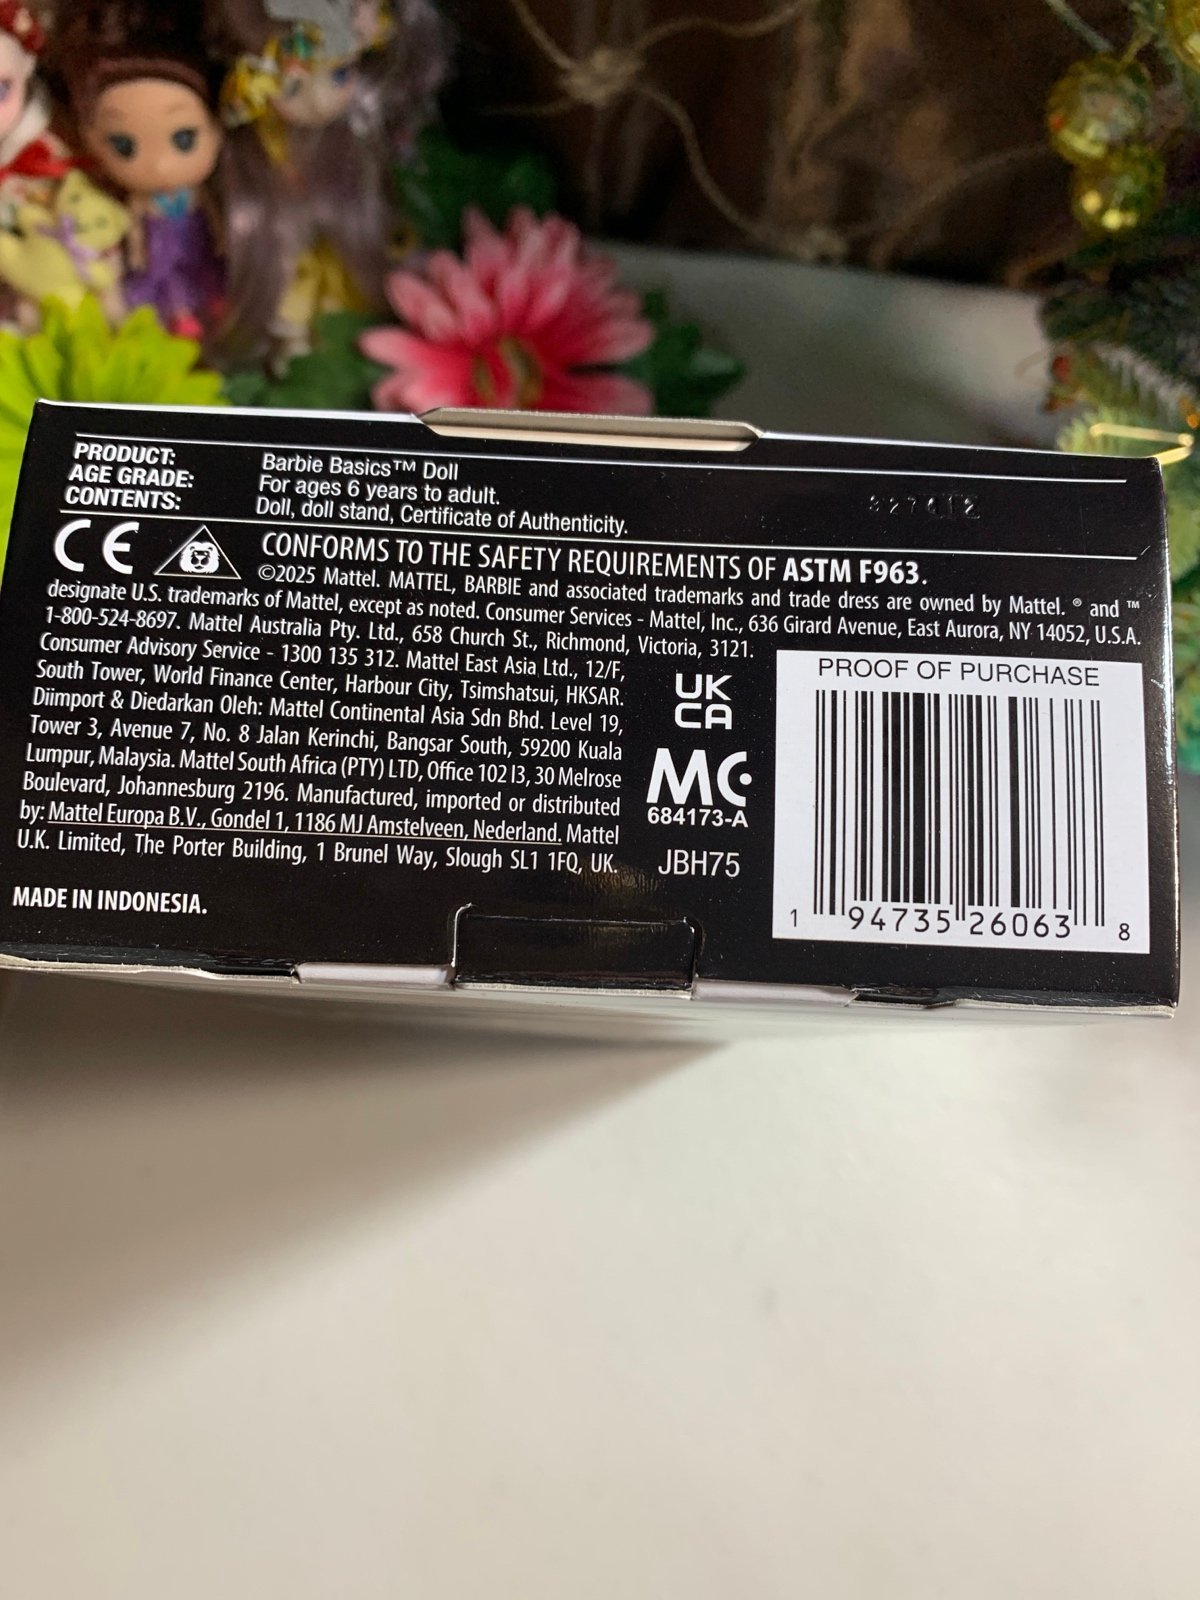 PRODUCT: Barbie Basics™ Doll
AGE GRADE: For ages 6 years to adult.
CONTENTS: Doll, doll stand, Certificate of Authenticity.
CE
CONFORMS TO THE SAFETY REQUIREMENTS OF ASTM F963.
©2025 Mattel. MATTEL, BARBIE and associated trademarks and trade dress are owned by Mattel. ® and ™
designate U.S. trademarks of Mattel, except as noted. Consumer Services - Mattel, Inc., 636 Girard Avenue, East Aurora, NY 14052, U.S.A.
1-800-524-8697. Mattel Australia Pty. Ltd., 658 Church St., Richmond, Victoria, 3121.
Consumer Advisory Service - 1300 135 312. Mattel East Asia Ltd., 12/F,
South Tower, World Finance Center, Harbour City, Tsimshatsui, HKSAR.
Diimport & Diedarkan Oleh: Mattel Continental Asia Sdn Bhd. Level 19,
Tower 3, Avenue 7, No. 8 Jalan Kerinchi, Bangsar South, 59200 Kuala
Lumpur, Malaysia. Mattel South Africa (PTY) LTD, Office 102 I3, 30 Melrose
Boulevard, Johannesburg 2196. Manufactured, imported or distributed
by: Mattel Europa B.V., Gondel 1, 1186 MJ Amstelveen, Nederland. Mattel
U.K. Limited, The Porter Building, 1 Brunel Way, Slough SL1 1FQ, UK.
MADE IN INDONESIA.
UK
CA
MC
684173-A
JBH75
PROOF OF PURCHASE
1 94735 26063 8